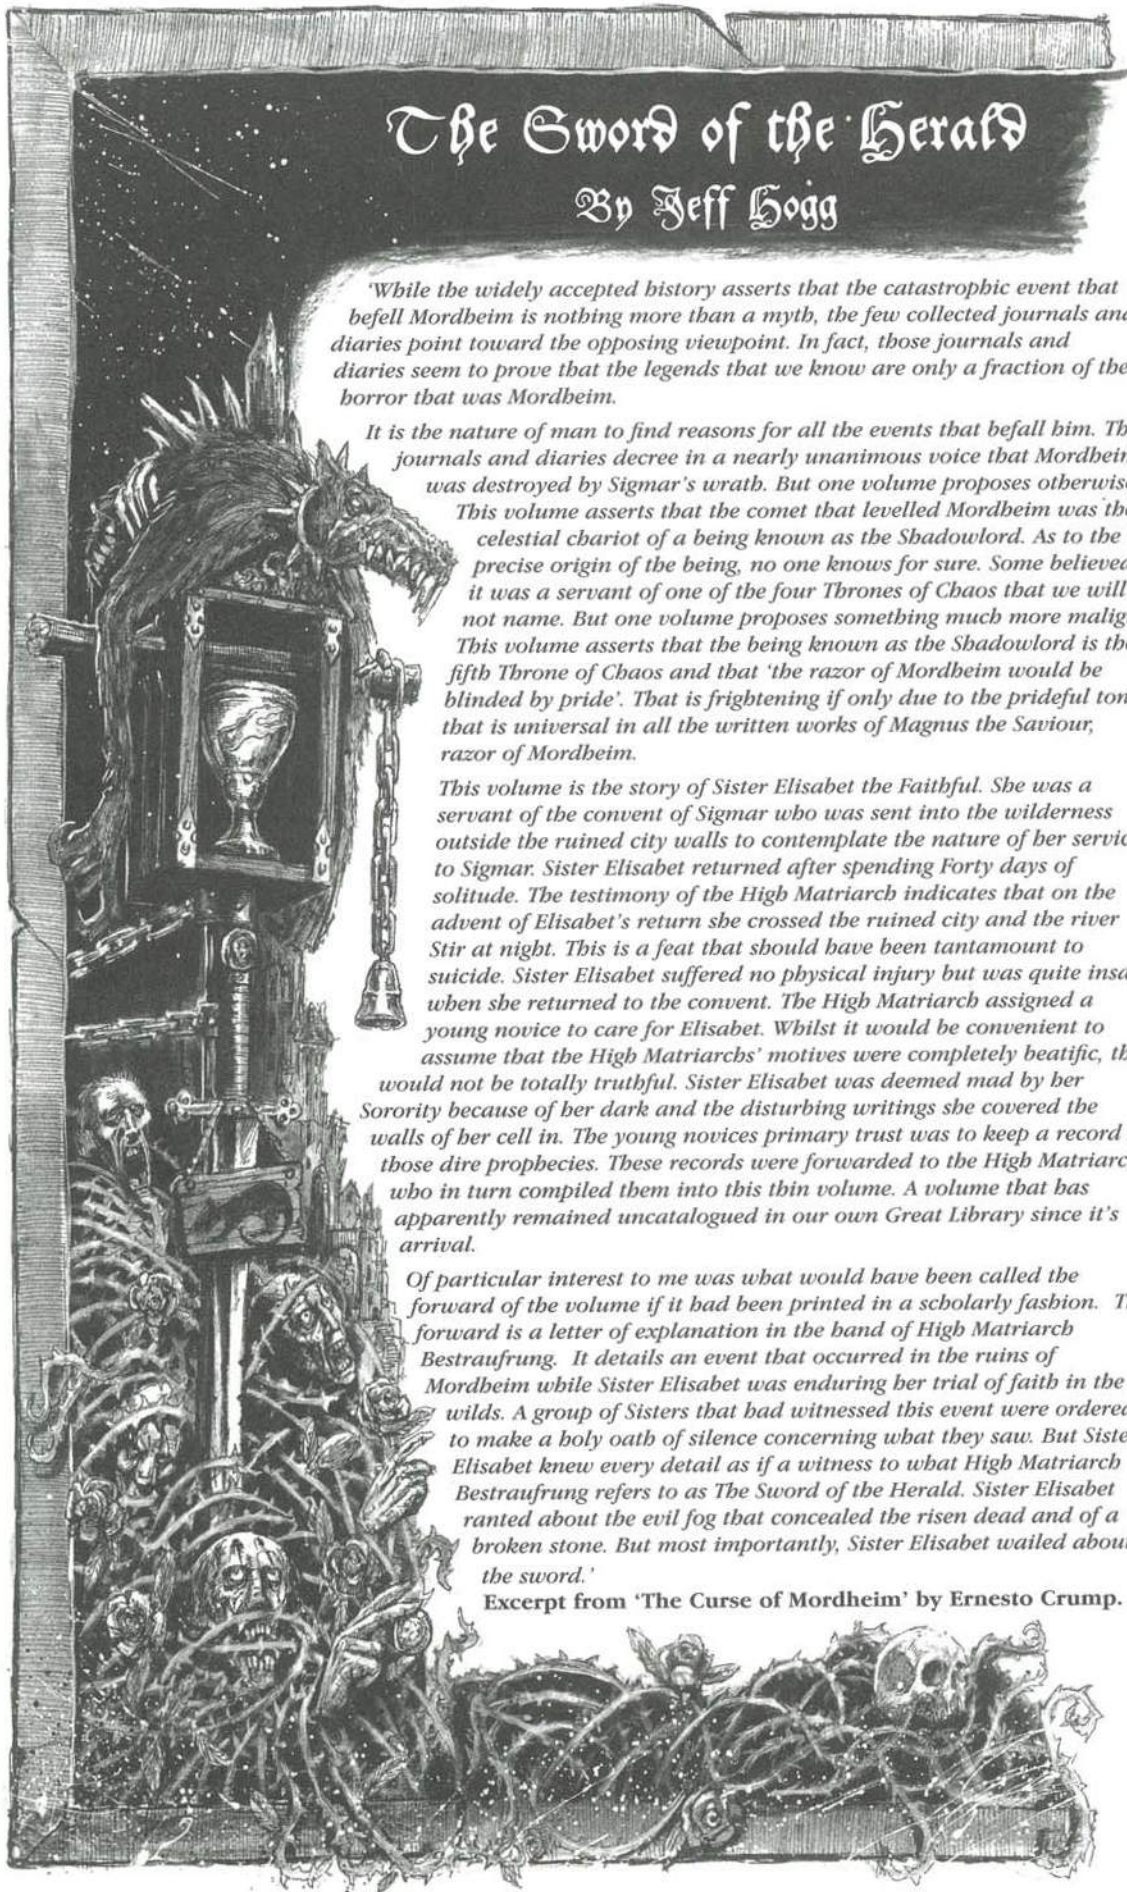 The Sword of the Herald
By Jeff Hogg
'While the widely accepted history asserts that the catastrophic event that
befell Mordheim is nothing more than a myth, the few collected journals and
diaries point toward the opposing viewpoint. In fact, those journals and
diaries seem to prove that the legends that we know are only a fraction of the
horror that was Mordheim.
It is the nature of man to find reasons for all the events that befall him. Th
journals and diaries decree in a nearly unanimous voice that Mordheim
was destroyed by Sigmar's wrath. But one volume proposes otherwis
This volume asserts that the comet that levelled Mordheim was the
celestial chariot of a being known as the Shadowlord. As to the
precise origin of the being, no one knows for sure. Some believed
it was a servant of one of the four Thrones of Chaos that we will
not name. But one volume proposes something much more malig
This volume asserts that the being known as the Shadowlord is the
fifth Throne of Chaos and that 'the razor of Mordheim would be
blinded by pride'. That is frightening if only due to the prideful ton
that is universal in all the written works of Magnus the Saviour,
razor of Mordheim.
This volume is the story of Sister Elisabet the Faithful. She was a
servant of the convent of Sigmar who was sent into the wilderness
outside the ruined city walls to contemplate the nature of her servic
to Sigmar. Sister Elisabet returned after spending Forty days of
solitude. The testimony of the High Matriarch indicates that on the
advent of Elisabet's return she crossed the ruined city and the river
Stir at night. This is a feat that should have been tantamount to
suicide. Sister Elisabet suffered no physical injury but was quite insa
when she returned to the convent. The High Matriarch assigned a
young novice to care for Elisabet. Whilst it would be convenient to
assume that the High Matriarchs' motives were completely beatific, th
would not be totally truthful. Sister Elisabet was deemed mad by her
Sorority because of her dark and the disturbing writings she covered the
walls of her cell in. The young novices primary trust was to keep a record
those dire prophecies. These records were forwarded to the High Matriarc
who in turn compiled them into this thin volume. A volume that has
apparently remained uncatalogued in our own Great Library since it's
arrival.
Of particular interest to me was what would have been called the
forward of the volume if it had been printed in a scholarly fashion. T
forward is a letter of explanation in the hand of High Matriarch
Bestraufrung. It details an event that occurred in the ruins of
Mordheim while Sister Elisabet was enduring her trial of faith in the
wilds. A group of Sisters that had witnessed this event were ordered
to make a holy oath of silence concerning what they saw. But Siste
Elisabet knew every detail as if a witness to what High Matriarch
Bestraufrung refers to as The Sword of the Herald. Sister Elisabet
ranted about the evil fog that concealed the risen dead and of a
broken stone. But most importantly, Sister Elisabet wailed about
the sword.'
Excerpt from 'The Curse of Mordheim' by Ernesto Crump.